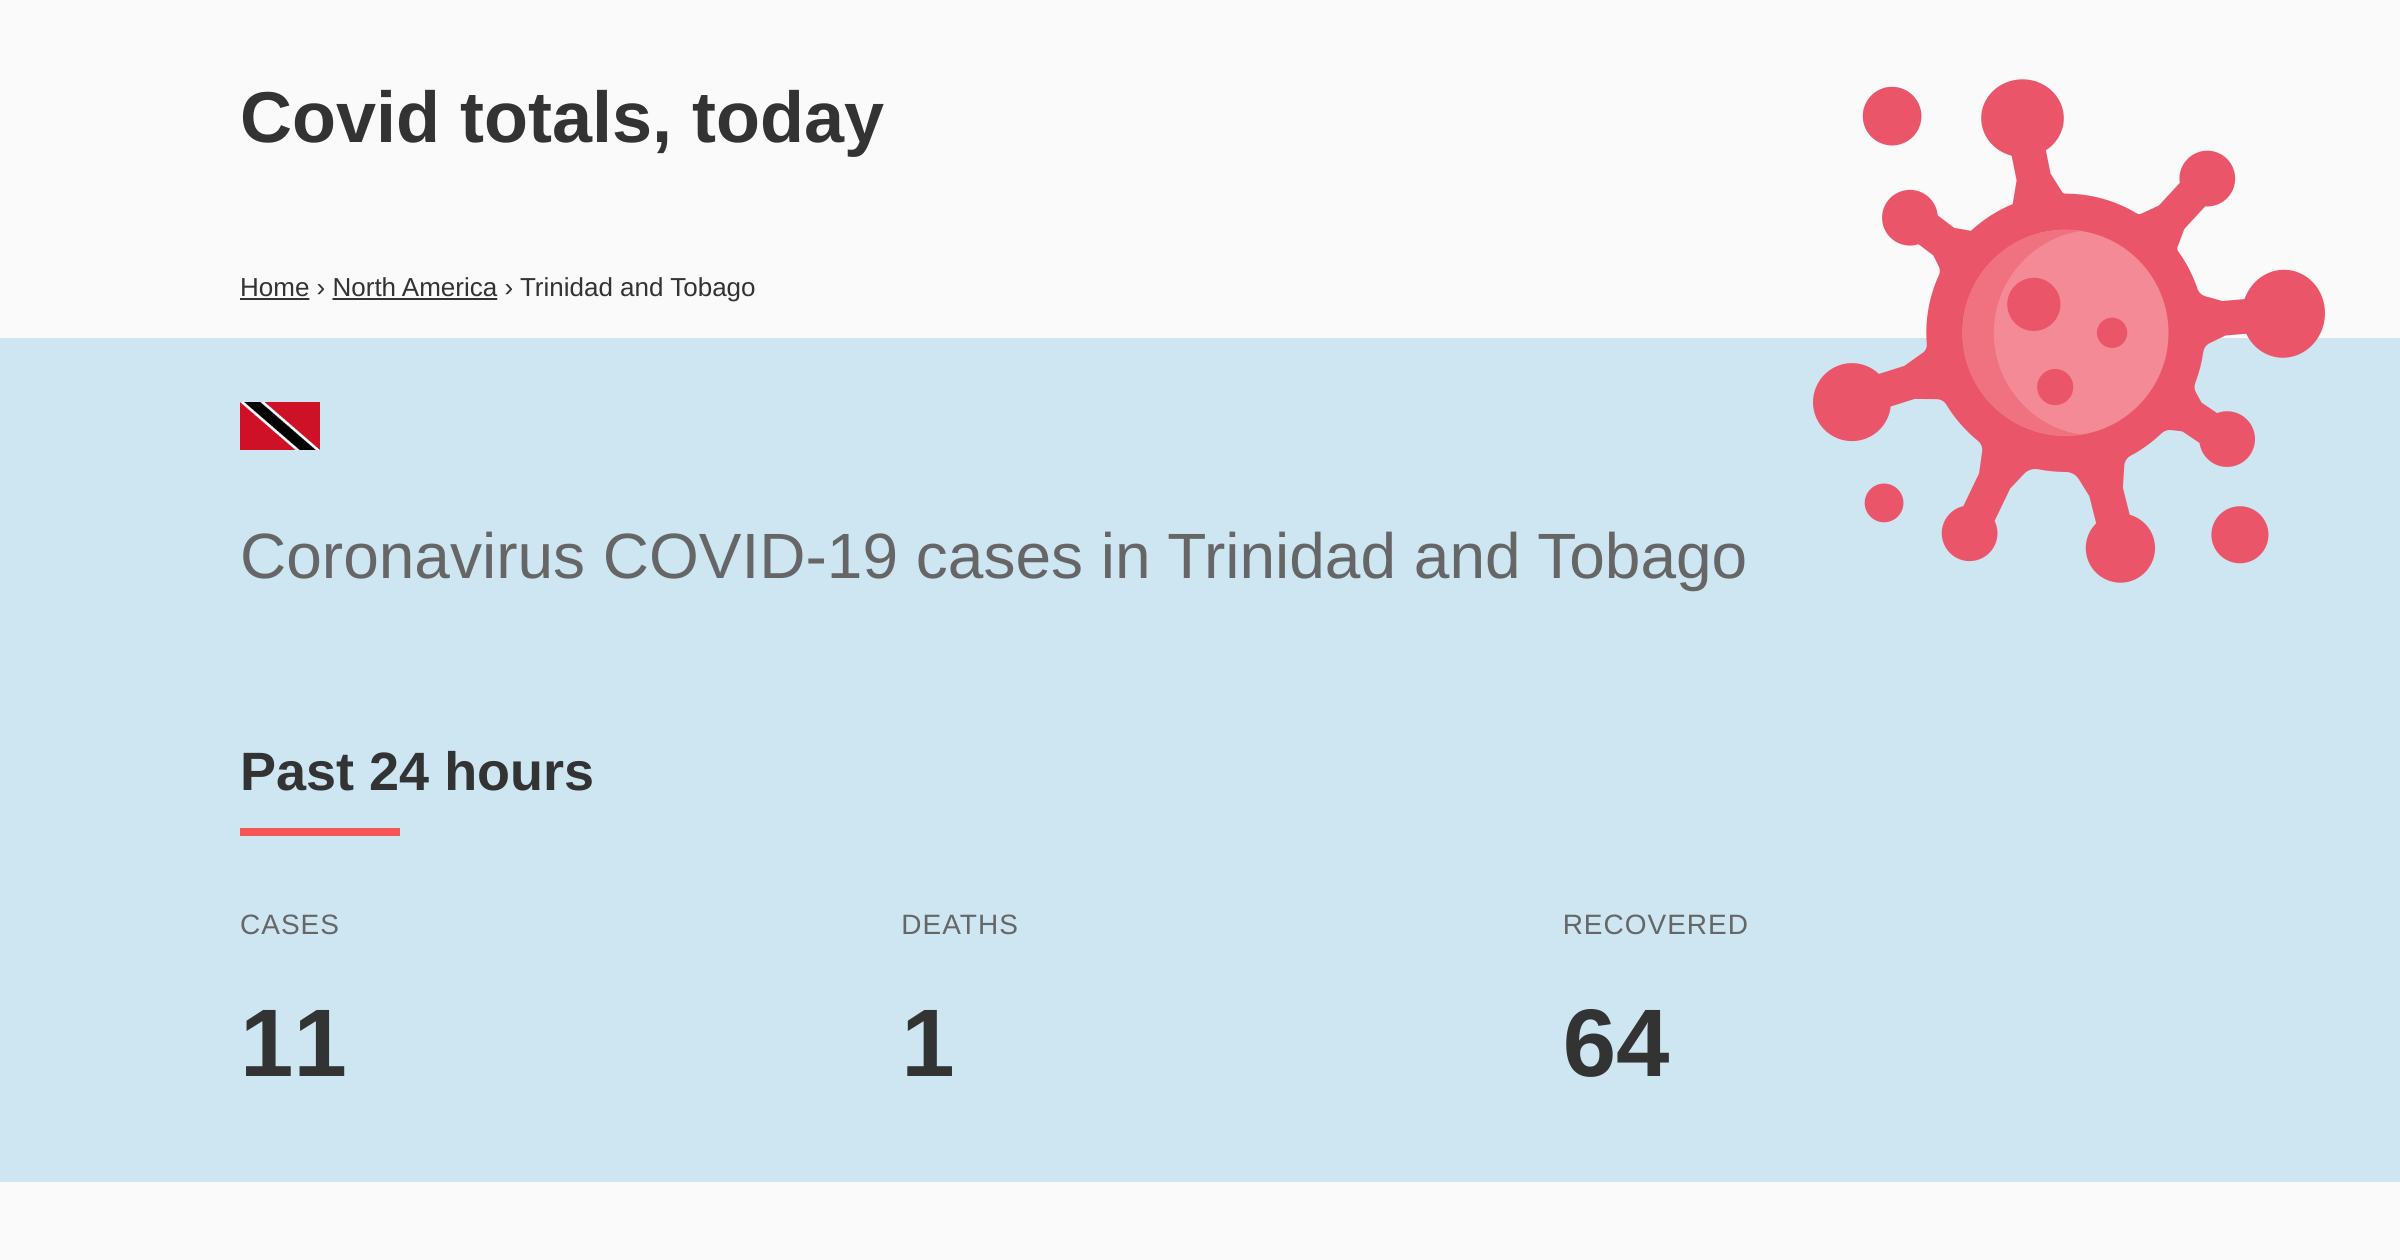 Covid totals, today
Home › North America › Trinidad and Tobago
Coronavirus COVID-19 cases in Trinidad and Tobago
Past 24 hours
CASES DEATHS RECOVERED
11 1 64